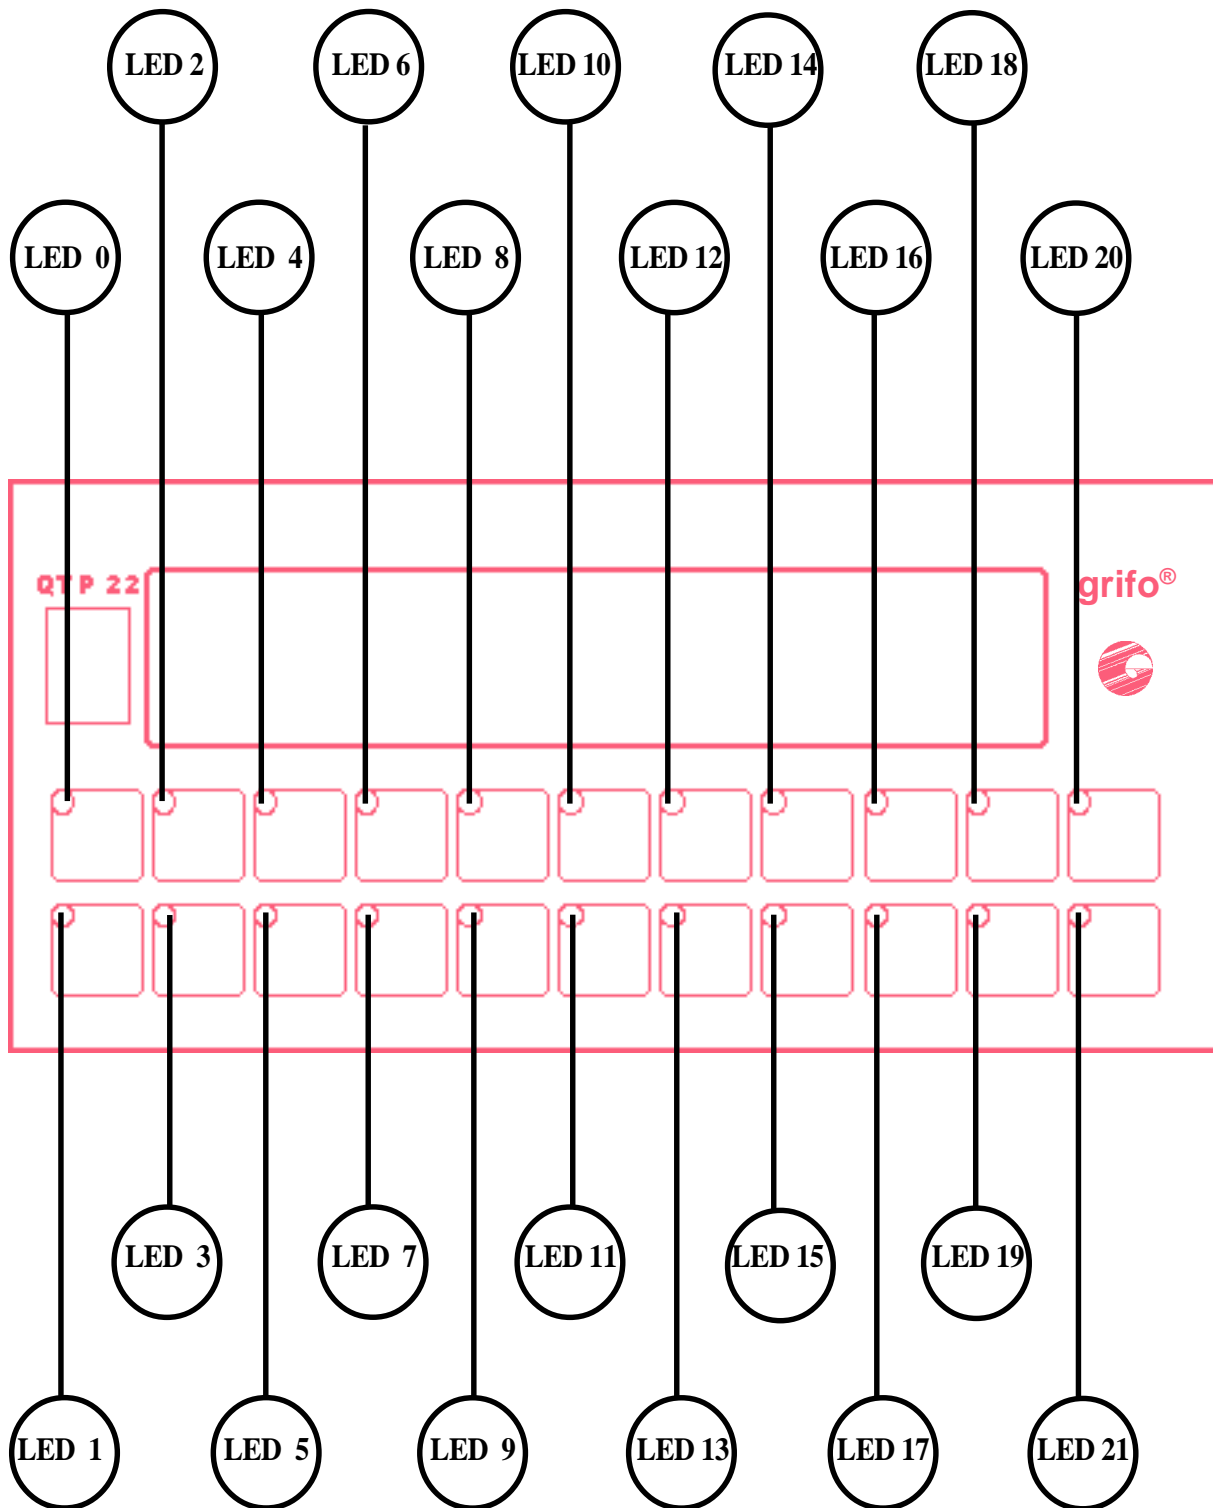 LED 2 LED 6 LED 10 LED 14 LED 18
LED 0 LED 4 LED 8 LED 12 LED 16 LED 20
QTP 22
grifo®
LED 3 LED 7 LED 11 LED 15 LED 19
LED 1 LED 5 LED 9 LED 13 LED 17 LED 21